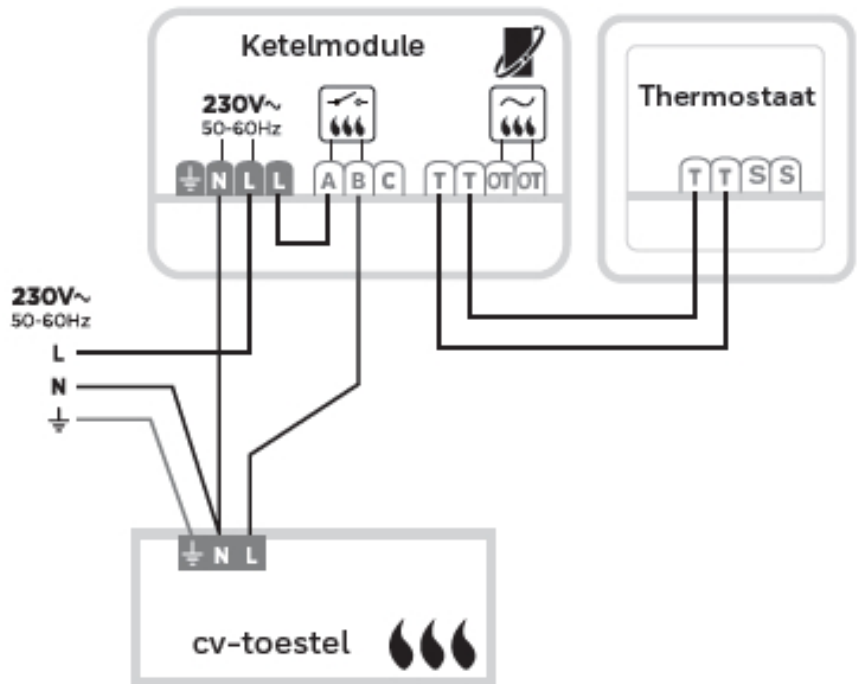 Ketelmodule
Thermostaat
230V~
50-60Hz
N L L A B C T T OT OT
T T S S
230V~
50-60Hz
L
N
N L
cv-toestel